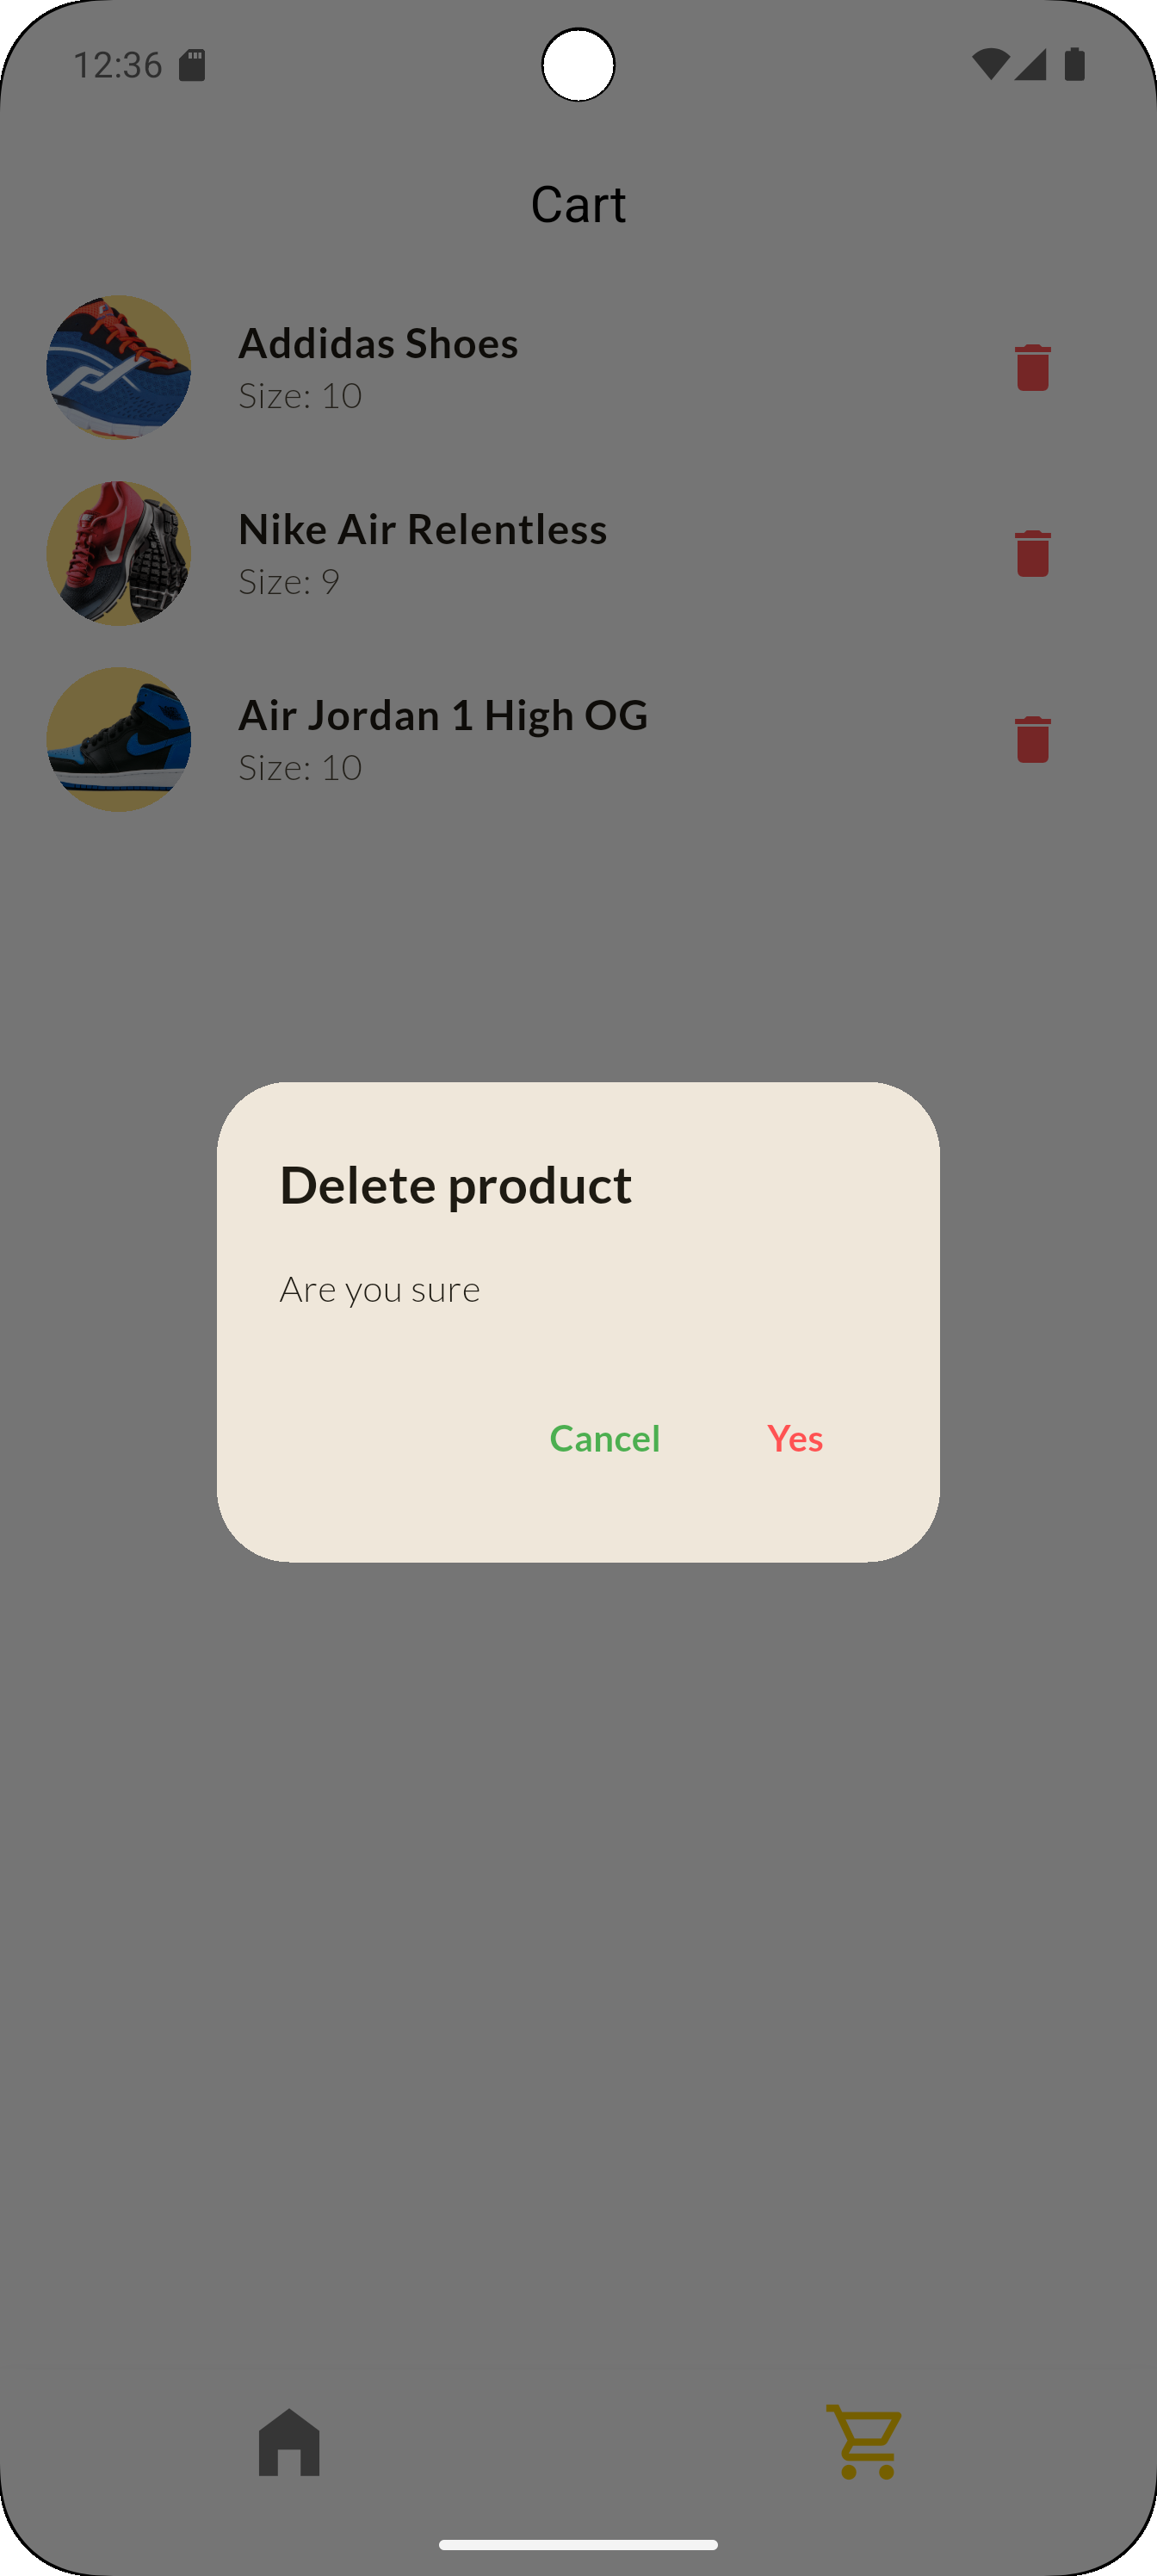 12:36
Cart
Addidas Shoes
Size: 10
Nike Air Relentless
Size: 9
Air Jordan 1 High OG
Size: 10
Delete product
Are you sure
Cancel Yes